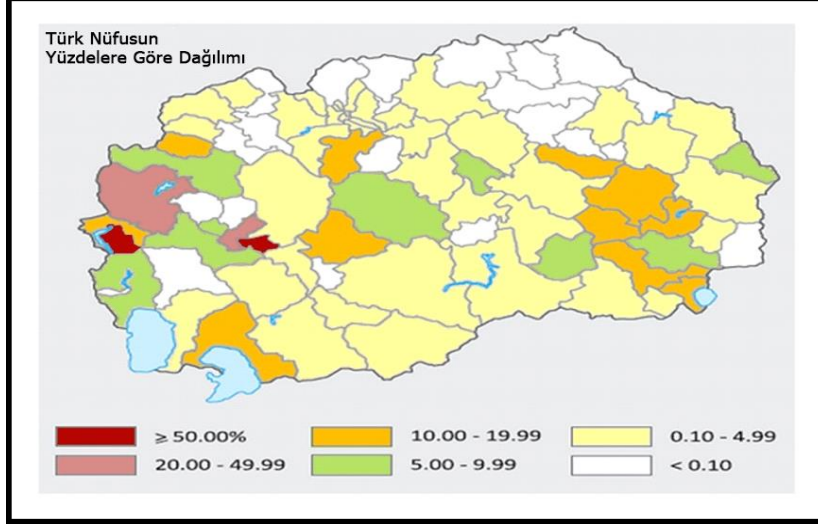 Türk Nüfusun
Yüzdelere Göre Dağılımı
≥ 50.00% 10.00 - 19.99 0.10 - 4.99
20.00 - 49.99 5.00 - 9.99 < 0.10